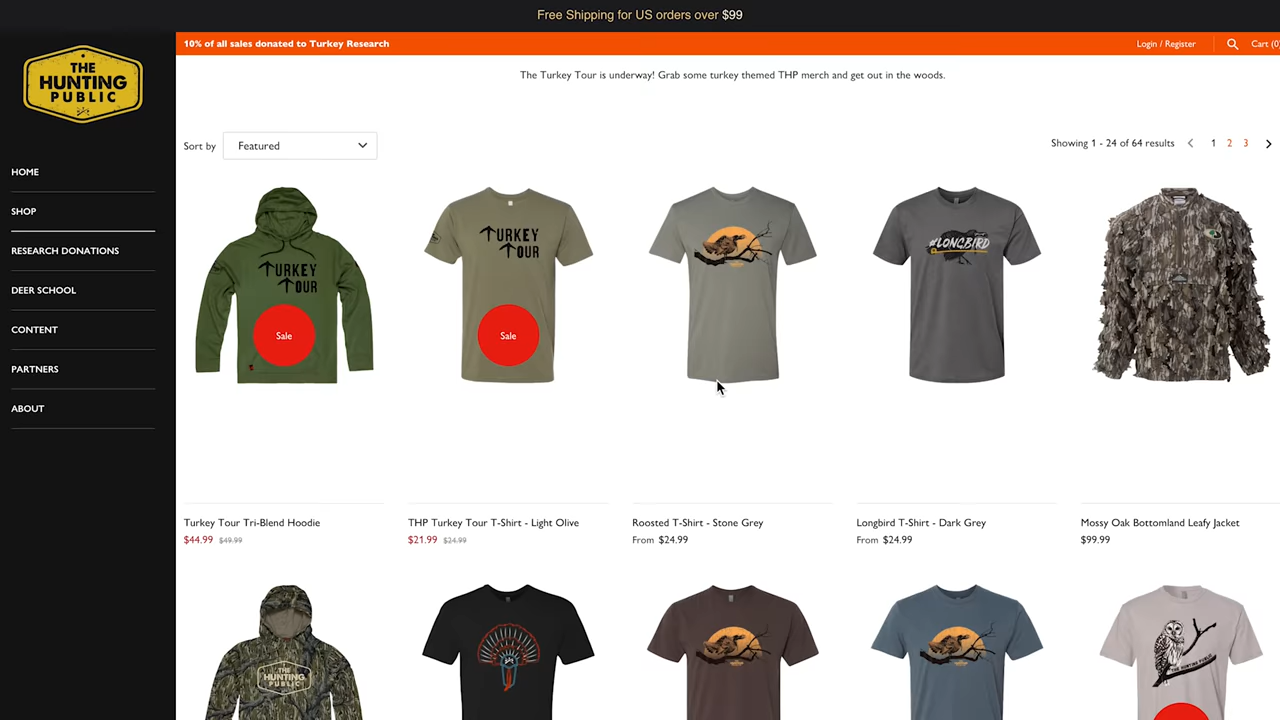 Free Shipping for US orders over $99
THE
HUNTING
PUBLIC
10% of all sales donated to Turkey Research
Login / Register
Cart (0
The Turkey Tour is underway! Grab some turkey themed THP merch and get out in the woods.
HOME
SHOP
RESEARCH DONATIONS
DEER SCHOOL
CONTENT
PARTNERS
ABOUT
Sort by
Featured
Showing 1 - 24 of 64 results
1 2 3
TURKEY
TOUR
Sale
TURKEY
TOUR
Sale
#LONGBIRD
Turkey Tour Tri-Blend Hoodie
$44.99 $49.99
THP Turkey Tour T-Shirt - Light Olive
$21.99 $24.99
Roosted T-Shirt - Stone Grey
From $24.99
Longbird T-Shirt - Dark Grey
From $24.99
Mossy Oak Bottomland Leafy Jacket
$99.99
THE
HUNTING
PUBLIC
THE HUNTING PUBLIC